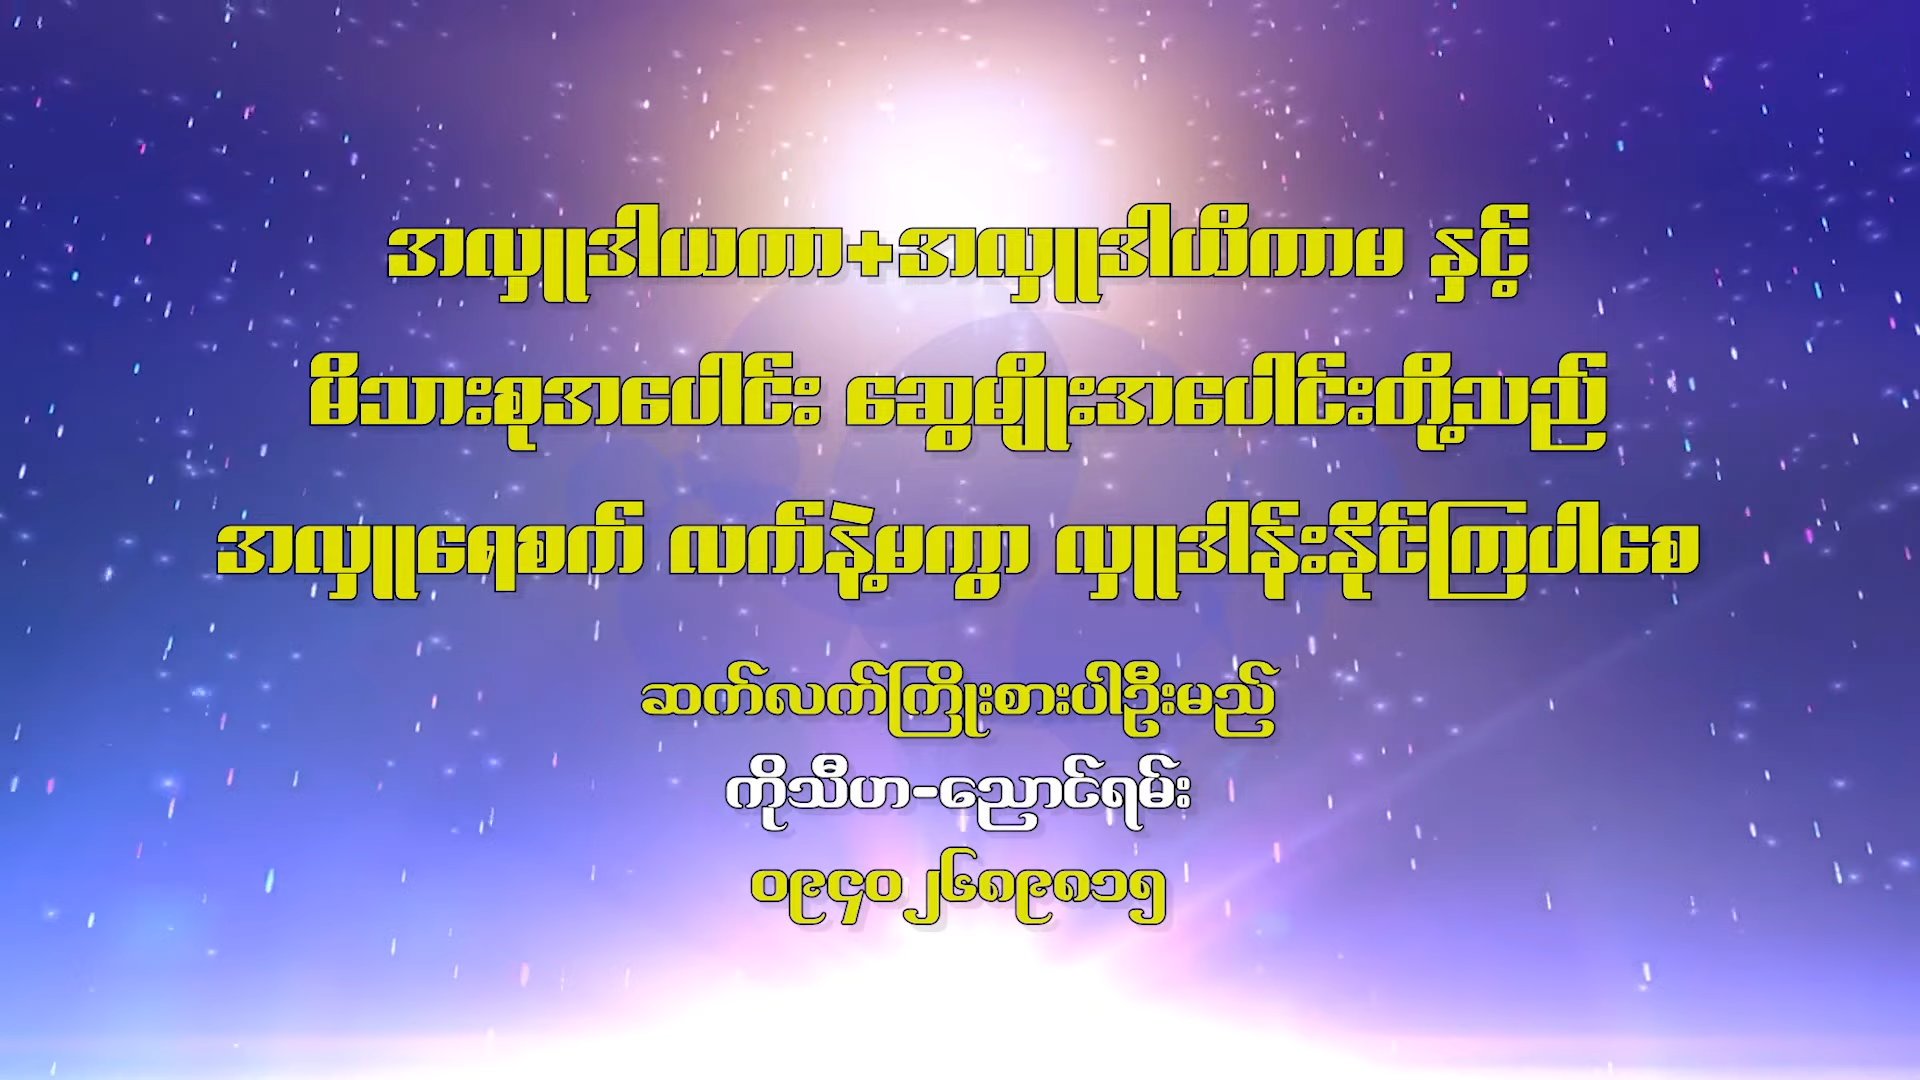 အလှူဒါယကာ+အလှူဒါယိကာမ နှင့်
မိသားစုအပေါင်း ဆွေမျိုးအပေါင်းတို့သည်
အလှူရေစက် လက်နဲ့မကွာ လှူဒါန်းနိုင်ကြပါစေ
ဆက်လက်ကြိုးစားပါဦးမည်
ကိုသီဟ-ညောင်ရမ်း
၀၉၄၀၂၆၈၉၈၁၅